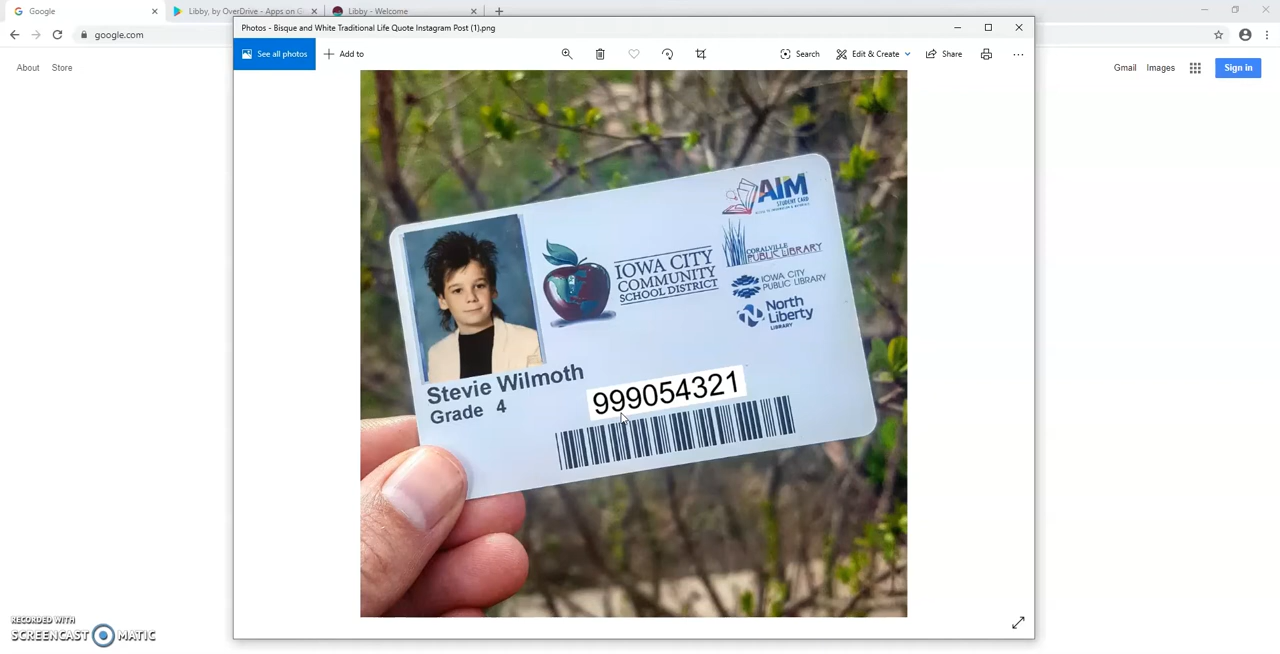 Google
Libby, by OverDrive - Apps on G
Libby - Welcome
google.com
About
Store
Gmail
Images
Sign in
Photos - Bisque and White Traditional Life Quote Instagram Post (1).png
See all photos
Add to
Search
Edit & Create
Share
AIM
STUDENT CARD
CORALVILLE
PUBLIC LIBRARY
IOWA CITY
COMMUNITY
SCHOOL DISTRICT
IOWA CITY
PUBLIC LIBRARY
North
Liberty
LIBRARY
Stevie Wilmoth
Grade 4
999054321
RECORDED WITH
SCREENCAST MATIC